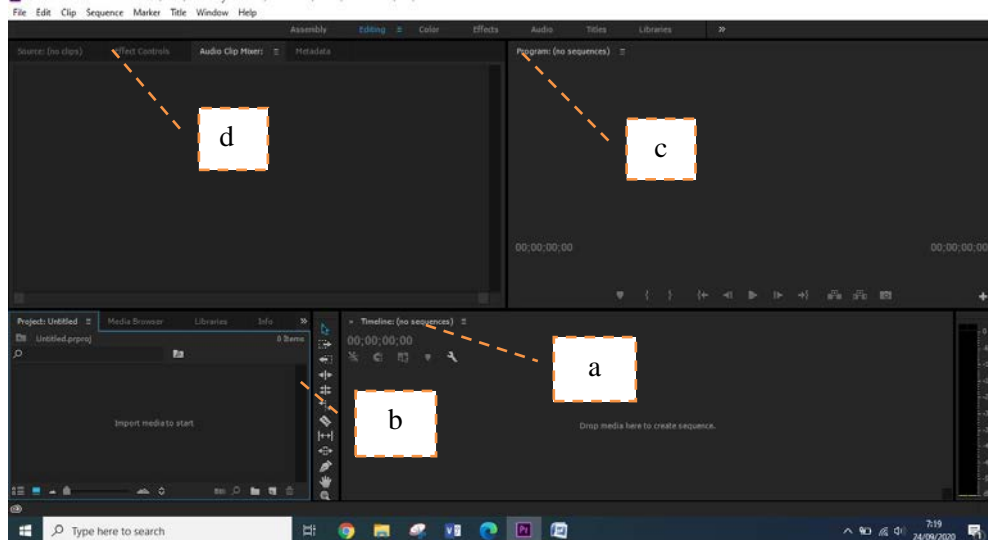 File Edit Clip Sequence Marker Title Window Help
Assembly Editing Color Effects Audio Titles Libraries
Source: (no clips) Effect Controls Audio Clip Mixer: Metadata
Program: (no sequences)
d
c
00;00;00;00 00;00;00;00
Project: Untitled Media Browser Libraries Info
Timeline: (no sequences)
Untitled.prproj 0 Items
00;00;00;00
a
b
Import media to start
Drop media here to create sequence.
Type here to search
7:19
24/09/2020